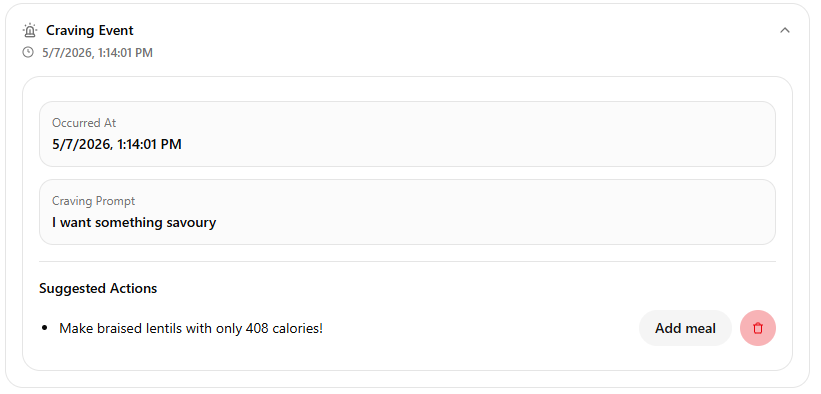 Craving Event
5/7/2026, 1:14:01 PM
Occurred At
5/7/2026, 1:14:01 PM
Craving Prompt
I want something savoury
Suggested Actions
Make braised lentils with only 408 calories!
Add meal